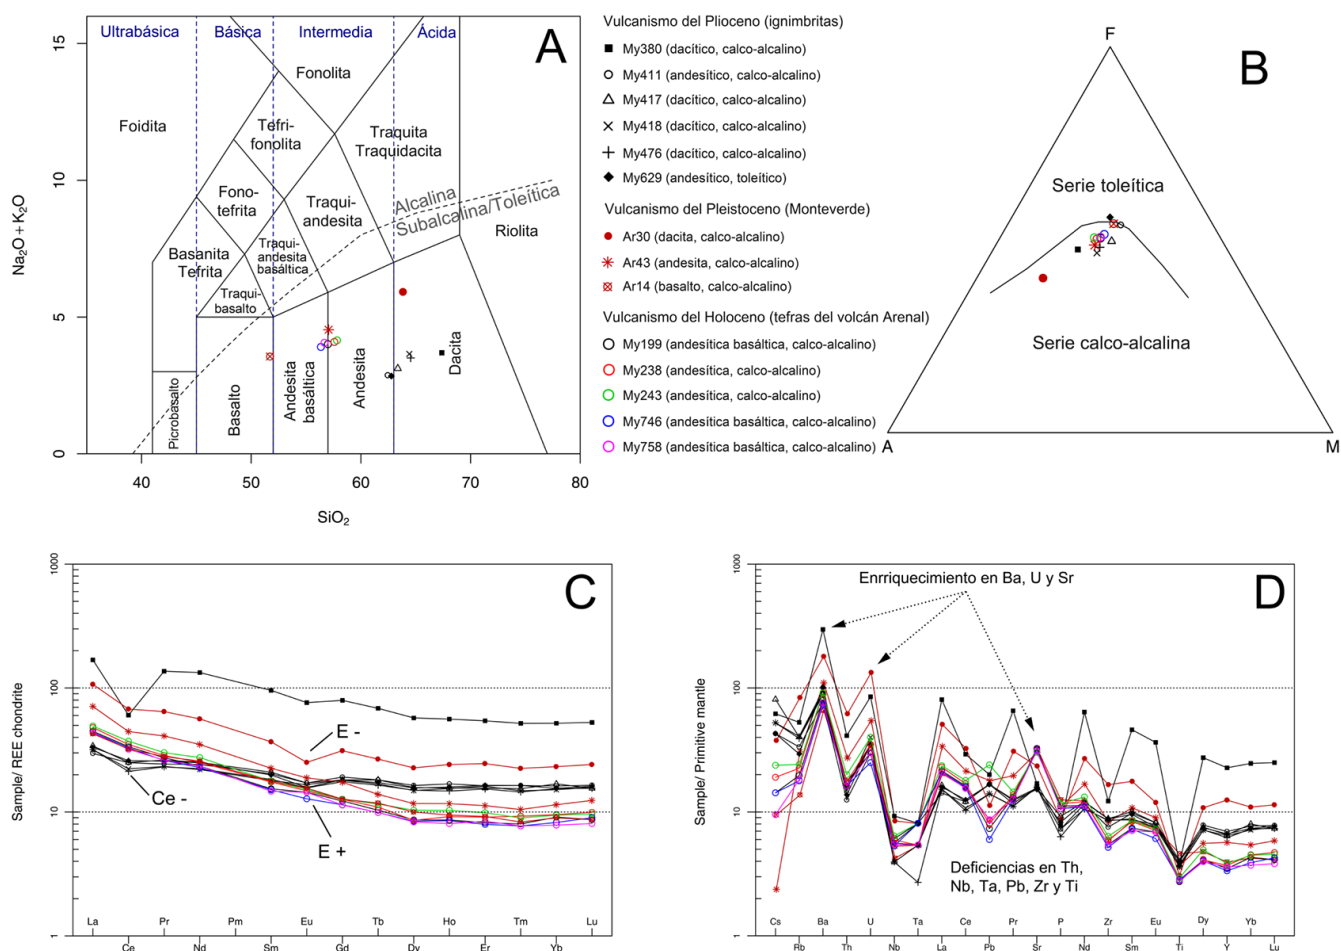 Ultrabásica
Básica
Intermedia
Ácida
A
Foidita
Fonolita
Tefri-
fonolita
Traquita
Traquidacita
Fono-
tefrita
Traqui-
andesita
Alcalina
Subalcalina/Toleítica
Riolita
Basanita
Tefrita
Traqui-
andesita
basáltica
Traqui-
basalto
Picrobasalto
Basalto
Andesita
basáltica
Andesita
Dacita
Na₂O + K₂O
0
5
10
15
40
50
60
70
80
SiO₂
Vulcanismo del Plioceno (ignimbritas)
My380 (dacítico, calco-alcalino)
My411 (andesítico, calco-alcalino)
My417 (dacítico, calco-alcalino)
My418 (dacítico, calco-alcalino)
My476 (dacítico, calco-alcalino)
My629 (andesítico, toleítico)
Vulcanismo del Pleistoceno (Monteverde)
Ar30 (dacita, calco-alcalino)
Ar43 (andesita, calco-alcalino)
Ar14 (basalto, calco-alcalino)
Vulcanismo del Holoceno (tefras del volcán Arenal)
My199 (andesítica basáltica, calco-alcalino)
My238 (andesítica, calco-alcalino)
My243 (andesítica, calco-alcalino)
My746 (andesítica basáltica, calco-alcalino)
My758 (andesítica basáltica, calco-alcalino)
B
F
Serie toleítica
Serie calco-alcalina
A
M
C
Sample/ REE chondrite
1000
100
10
1
E -
Ce -
E +
La
Ce
Pr
Nd
Pm
Sm
Eu
Gd
Tb
Dy
Ho
Er
Tm
Yb
Lu
D
Sample/ Primitive mantle
1000
100
10
1
Enrriquecimiento en Ba, U y Sr
Deficiencias en Th,
Nb, Ta, Pb, Zr y Ti
Cs
Rb
Ba
Th
U
Nb
Ta
La
Ce
Pb
Pr
Sr
P
Nd
Zr
Sm
Eu
Ti
Dy
Y
Yb
Lu